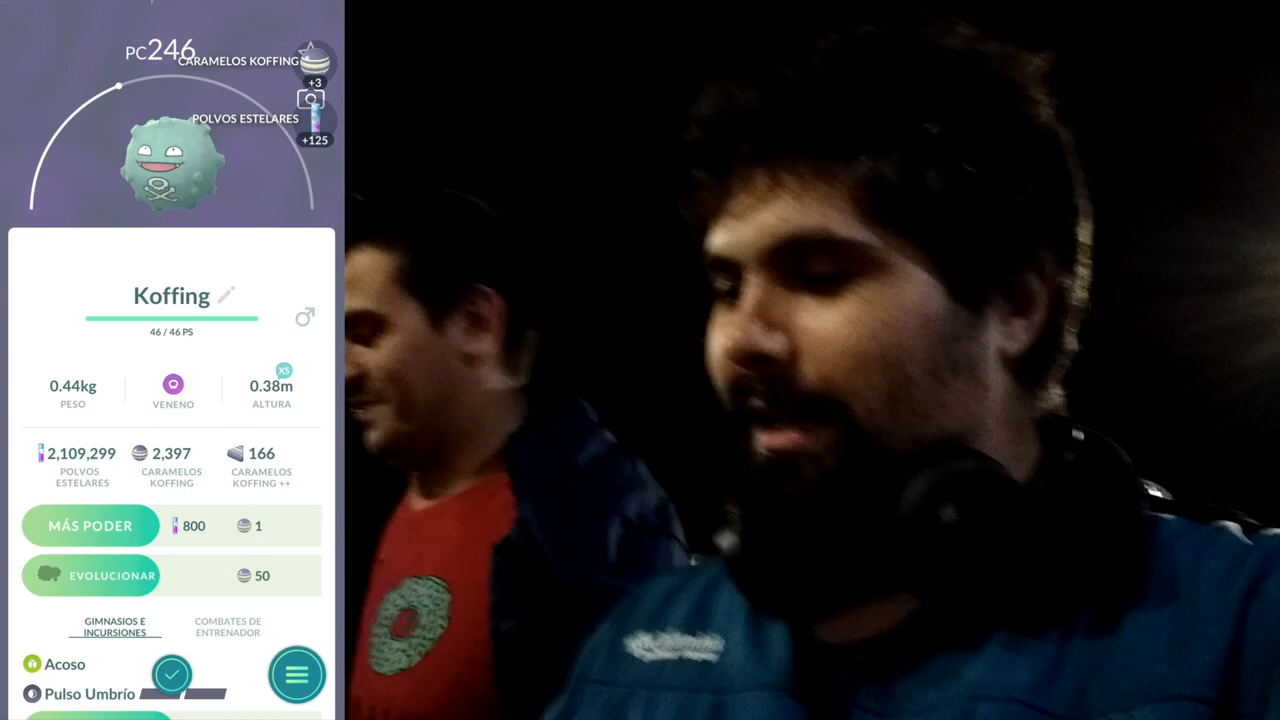 PC246
CARAMELOS KOFFING
+3
POLVOS ESTELARES
+125
Koffing
46 / 46 PS
XS
0.44kg
0.38m
PESO
VENENO
ALTURA
2,109,299
2,397
166
POLVOS
ESTELARES
CARAMELOS
KOFFING
CARAMELOS
KOFFING ++
MÁS PODER
800
1
EVOLUCIONAR
50
GIMNASIOS E
INCURSIONES
COMBATES DE
ENTRENADOR
Acoso
Pulso Umbrío